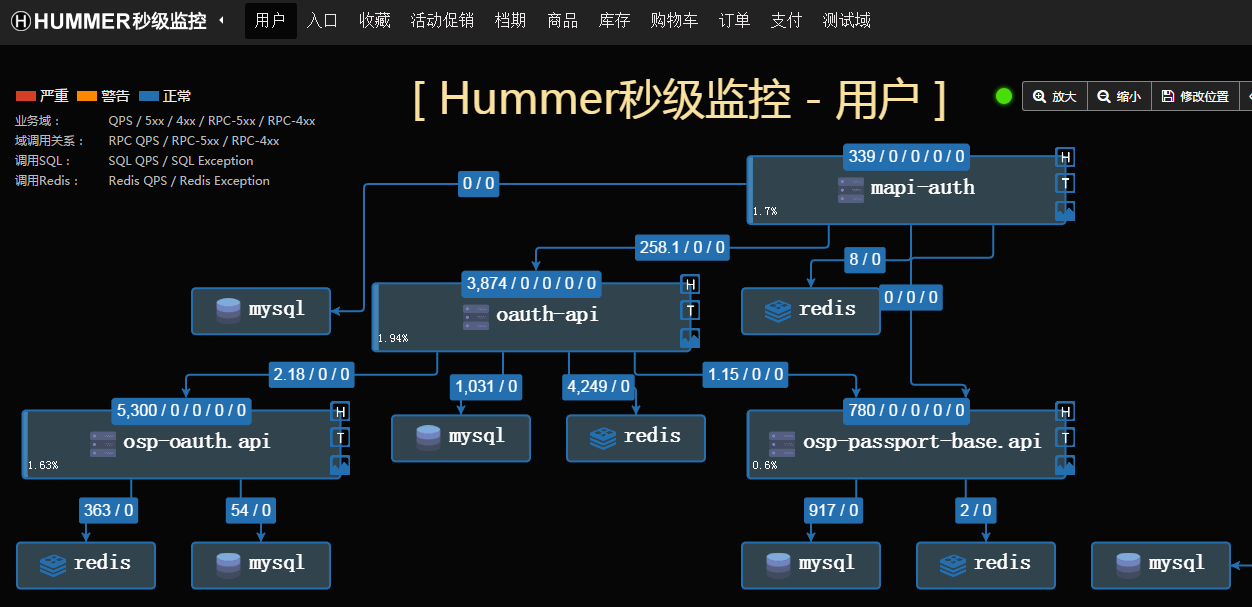 HUMMER秒级监控 用户 入口 收藏 活动促销 档期 商品 库存 购物车 订单 支付 测试域
[ Hummer秒级监控 - 用户 ]
放大 缩小 修改位置
严重 警告 正常
业务域： QPS / 5xx / 4xx / RPC-5xx / RPC-4xx
域调用关系： RPC QPS / RPC-5xx / RPC-4xx
调用SQL： SQL QPS / SQL Exception
调用Redis： Redis QPS / Redis Exception
339 / 0 / 0 / 0 / 0
H
mapi-auth
T
1.7%
0 / 0
258.1 / 0 / 0
8 / 0
0 / 0 / 0
3,874 / 0 / 0 / 0 / 0
H
oauth-api
T
1.94%
mysql
redis
2.18 / 0 / 0
1,031 / 0
4,249 / 0
1.15 / 0 / 0
5,300 / 0 / 0 / 0 / 0
H
osp-oauth.api
T
1.63%
mysql
redis
780 / 0 / 0 / 0 / 0
H
osp-passport-base.api
T
0.6%
363 / 0
54 / 0
917 / 0
2 / 0
redis
mysql
mysql
redis
mysql